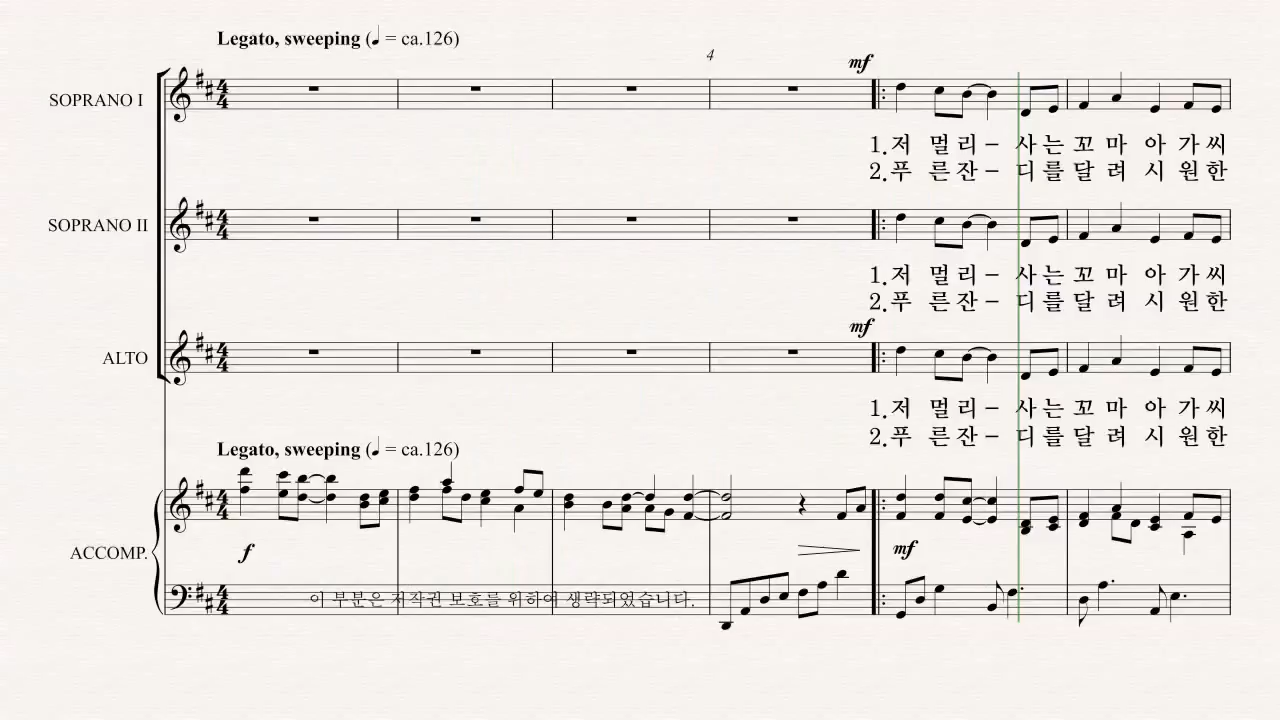 Legato, sweeping (♩ = ca.126)
4
mf
SOPRANO I
1.저 멀리– 사는꼬 마 아 가씨
2.푸 른잔– 디를달 려 시 원한
SOPRANO II
1.저 멀리– 사는꼬 마 아 가씨
2.푸 른잔– 디를달 려 시 원한
mf
ALTO
1.저 멀리– 사는꼬 마 아 가씨
2.푸 른잔– 디를달 려 시 원한
Legato, sweeping (♩ = ca.126)
ACCOMP.
f
mf
이 부분은 저작권 보호를 위하여 생략되었습니다.